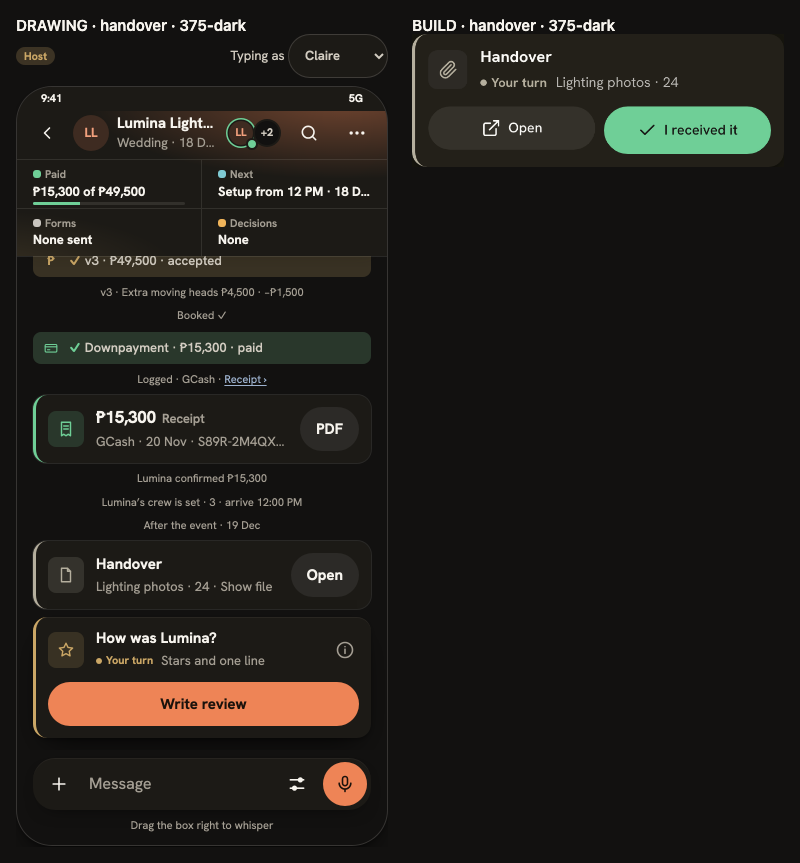 DRAWING · handover · 375-dark
Host
Typing as
Claire
9:41
5G
LL
Lumina Light...
Wedding · 18 D...
LL
+2
Paid
₱15,300 of ₱49,500
Next
Setup from 12 PM · 18 D...
Forms
None sent
Decisions
None
₱ ✓ v3 · ₱49,500 · accepted
v3 · Extra moving heads ₱4,500 · −₱1,500
Booked ✓
✓ Downpayment · ₱15,300 · paid
Logged · GCash · Receipt ›
₱15,300 Receipt
GCash · 20 Nov · S89R-2M4QX...
PDF
Lumina confirmed ₱15,300
Lumina’s crew is set · 3 · arrive 12:00 PM
After the event · 19 Dec
Handover
Lighting photos · 24 · Show file
Open
How was Lumina?
Your turn Stars and one line
Write review
Message
Drag the box right to whisper
BUILD · handover · 375-dark
Handover
Your turn Lighting photos · 24
Open
✓ I received it